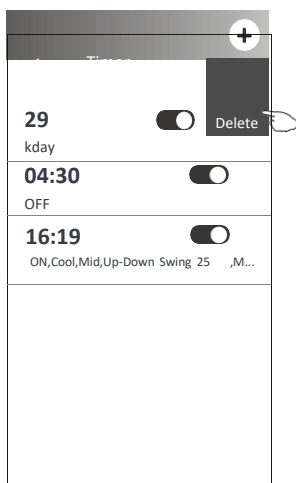 Timer
29
Delete
kday
04:30
OFF
16:19
ON,Cool,Mid,Up-Down Swing 25 ,M...